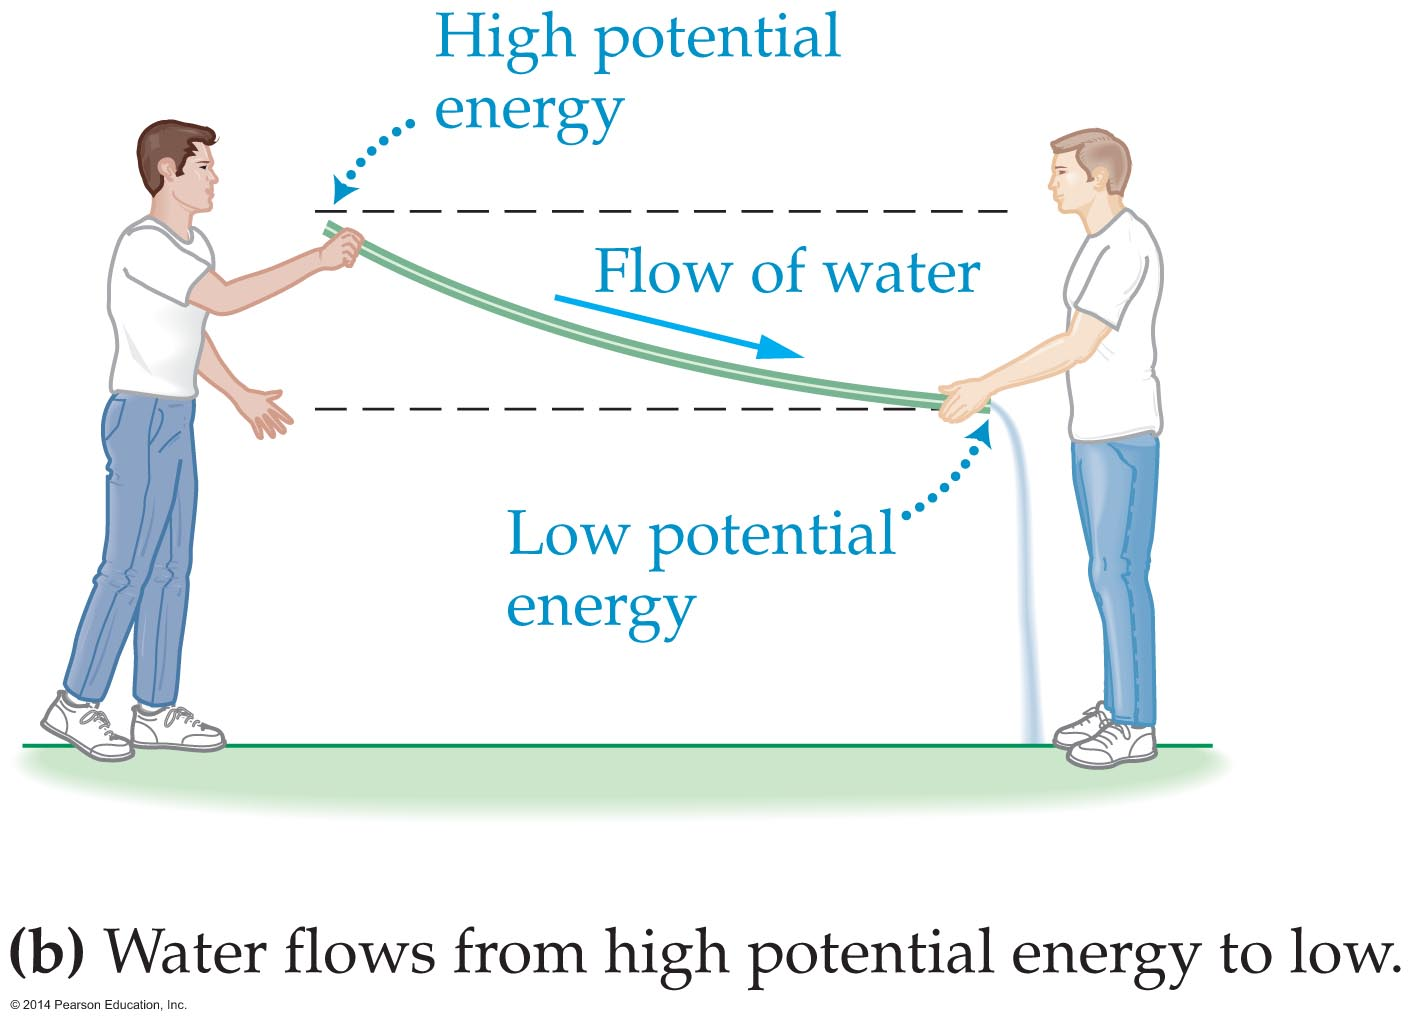 High potential
energy
Flow of water
Low potential
energy
(b) Water flows from high potential energy to low.
© 2014 Pearson Education, Inc.